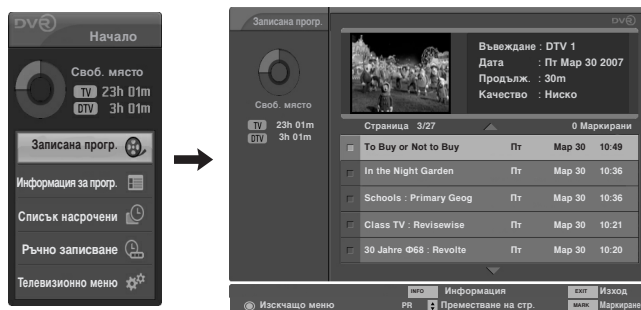 DVR
Начало
Своб. място
TV 23h 01m
DTV 3h 01m
Записана прогр.
Информация за прогр.
Списък насрочени
Ръчно записване
Телевизионно меню
Записана прогр.
DVR
Своб. място
TV 23h 01m
DTV 3h 01m
Въвеждане : DTV 1
Дата : Пт Мар 30 2007
Продълж. : 30m
Качество : Ниско
Страница 3/27 0 Маркирани
To Buy or Not to Buy Пт Мар 30 10:49
In the Night Garden Пт Мар 30 10:36
Schools : Primary Geog Пт Мар 30 10:36
Class TV : Revisewise Пт Мар 30 10:21
30 Jahre Ф68 : Revolte Пт Мар 30 10:20
INFO Информация EXIT Изход
Изскчащо меню PR Преместване на стр. MARK Маркиране